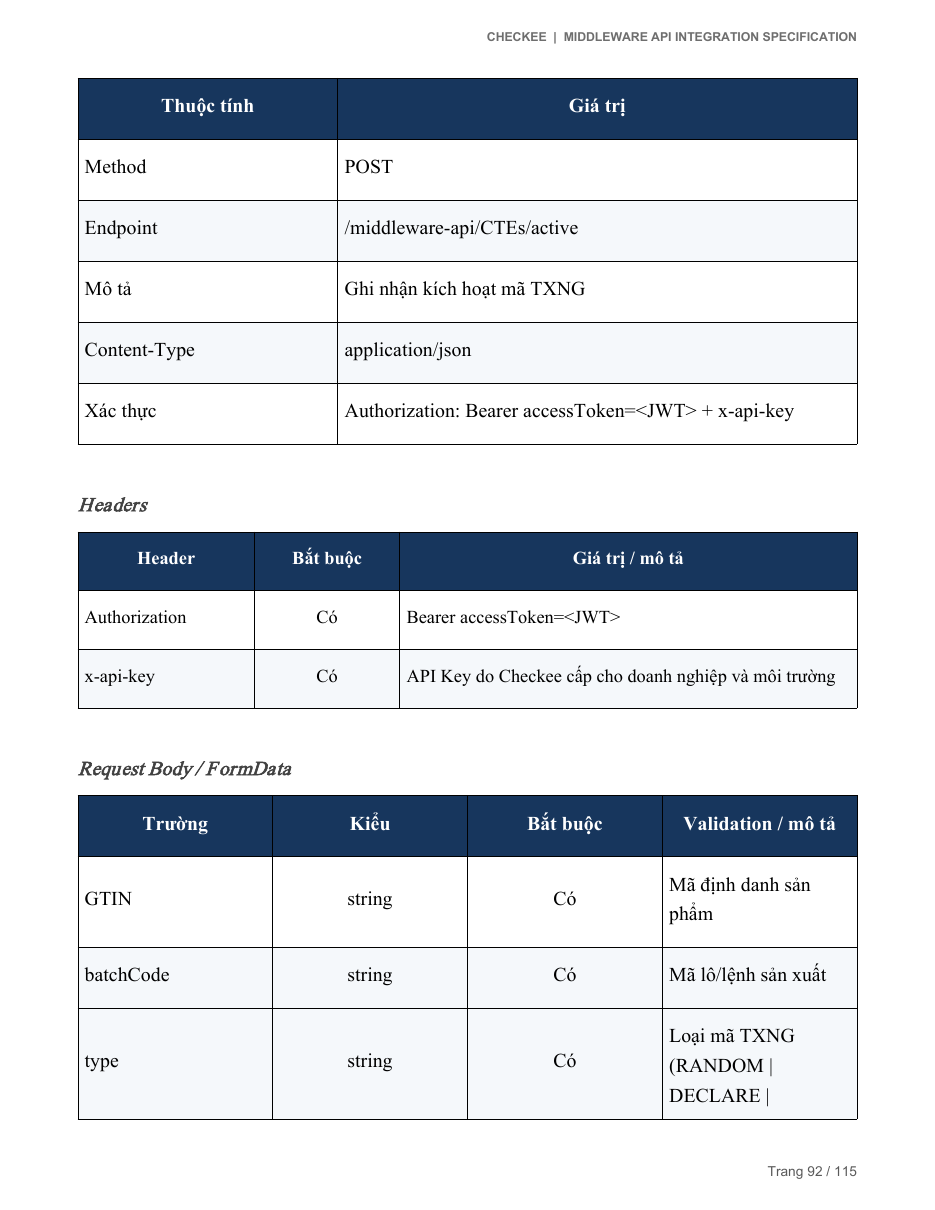 CHECKEE | MIDDLEWARE API INTEGRATION SPECIFICATION
Thuộc tính Giá trị
Method POST
Endpoint /middleware-api/CTEs/active
Mô tả Ghi nhận kích hoạt mã TXNG
Content-Type application/json
Xác thực Authorization: Bearer accessToken=<JWT> + x-api-key
Headers
Header Bắt buộc Giá trị / mô tả
Authorization Có Bearer accessToken=<JWT>
x-api-key Có API Key do Checkee cấp cho doanh nghiệp và môi trường
Request Body / FormData
Trường Kiểu Bắt buộc Validation / mô tả
GTIN string Có Mã định danh sản
phẩm
batchCode string Có Mã lô/lệnh sản xuất
type string Có Loại mã TXNG
(RANDOM |
DECLARE |
Trang 92 / 115